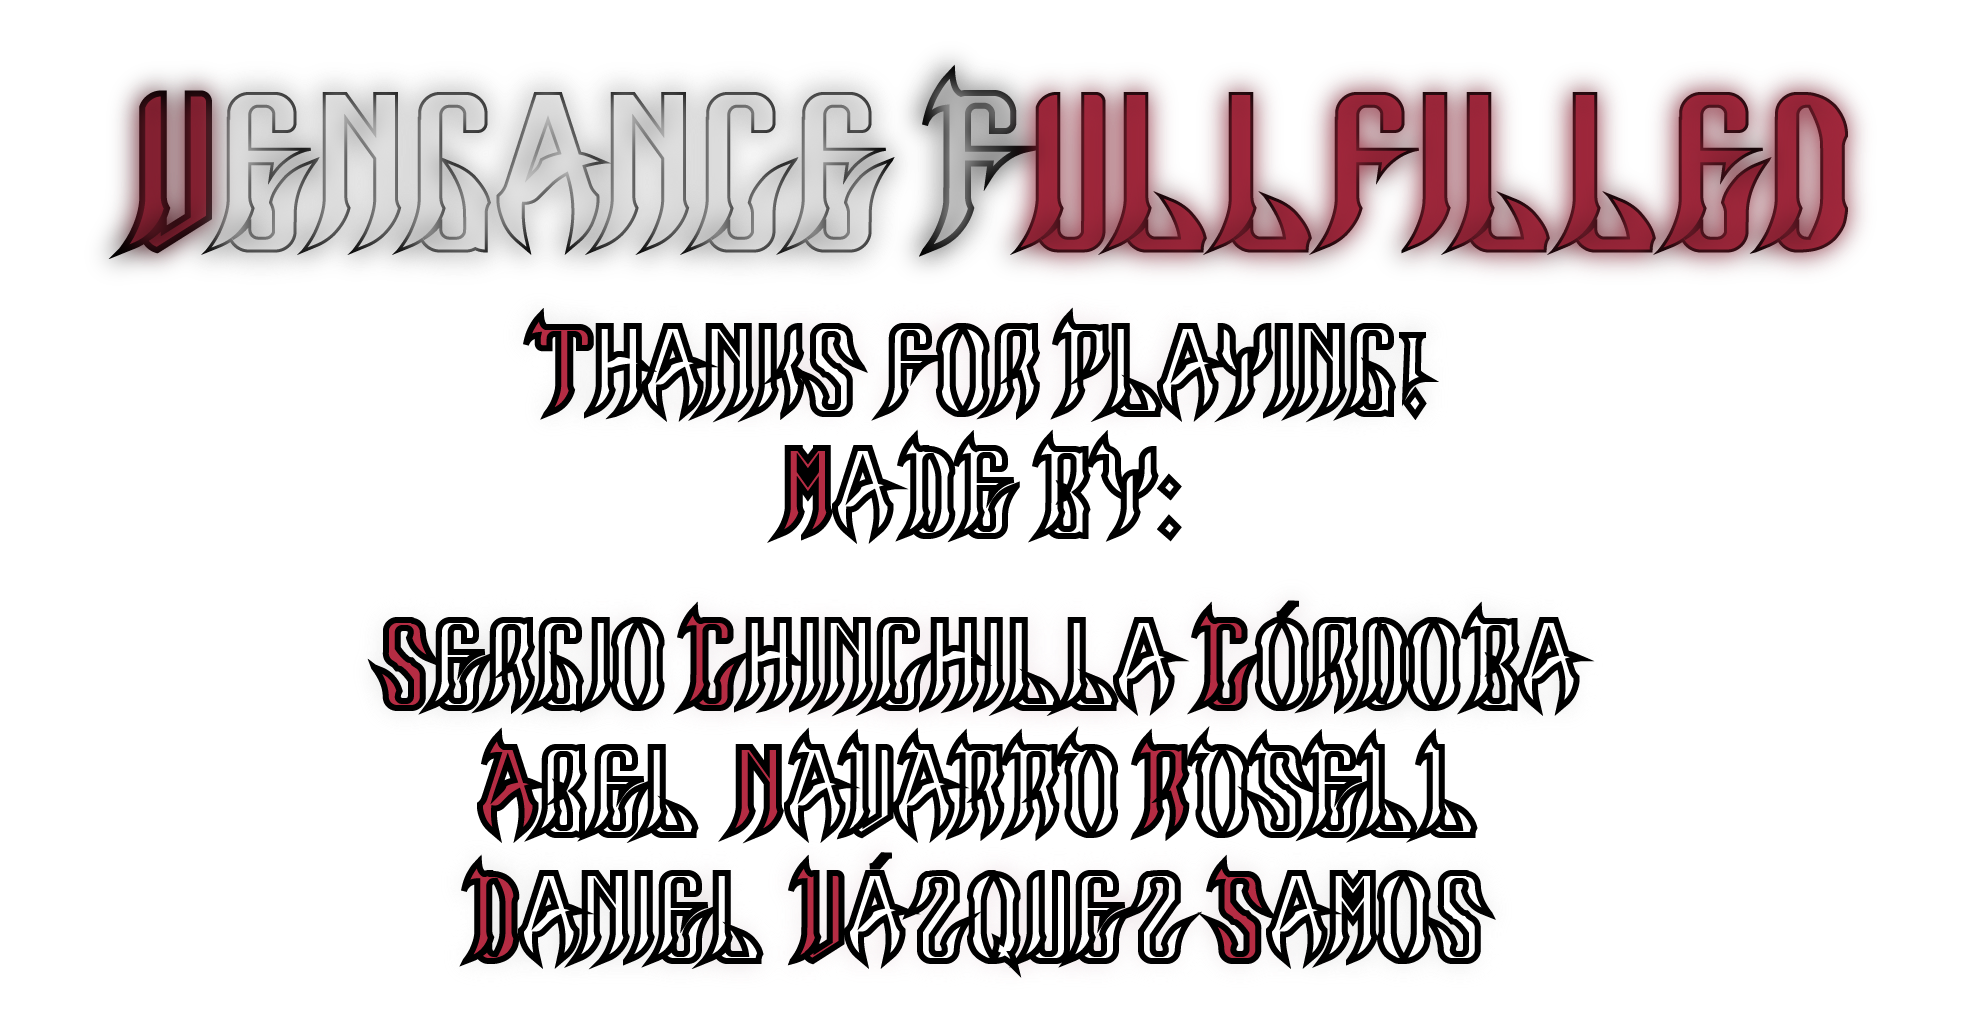 Vengance Fullfilled
Thanks for playing!
Made by:
Sergio Chinchilla Córdoba
Abel Navarro Rosell
Daniel Vázquez Samos